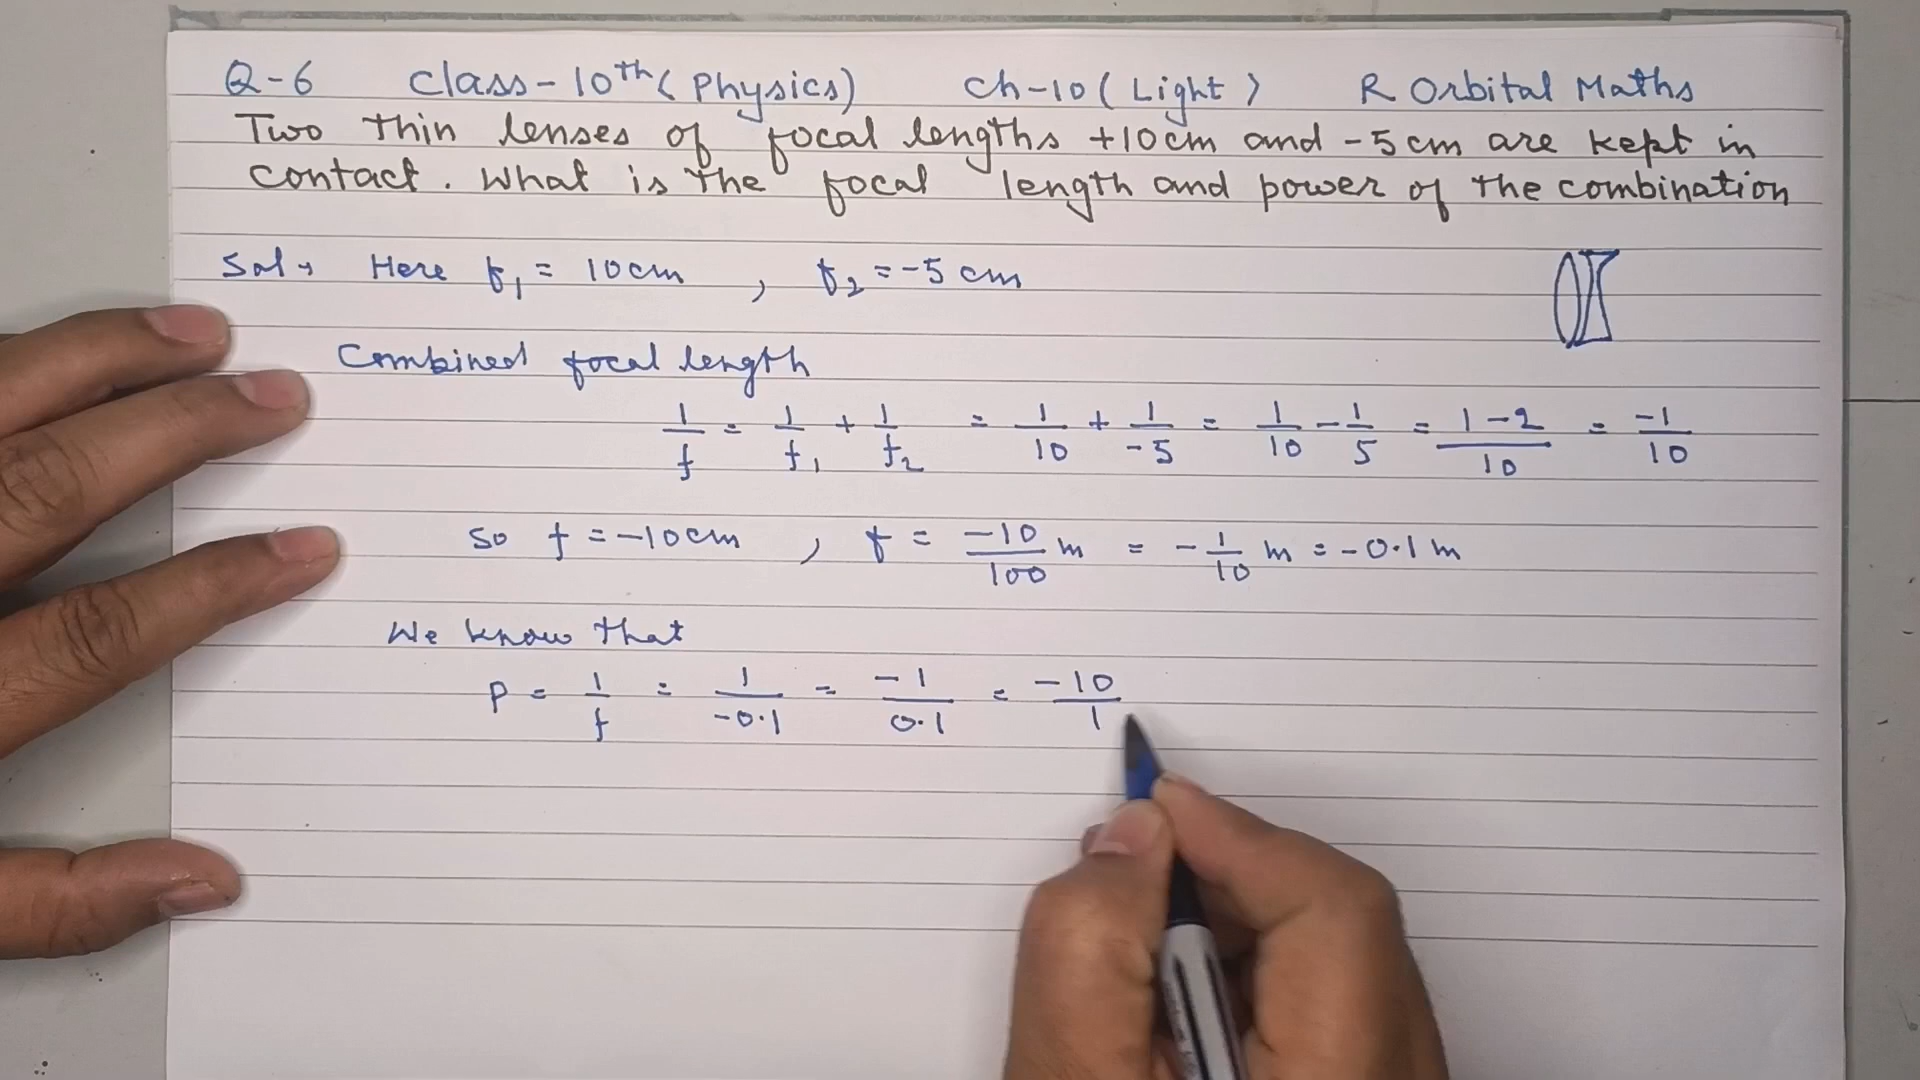 Q-6 Class-10th (Physics) Ch-10 (Light) R Orbital Maths
Two thin lenses of focal lengths +10cm and -5cm are kept in
contact. What is the focal length and power of the combination
Sol→ Here f₁ = 10cm , f₂ = -5 cm
Combined focal length
1/f = 1/f₁ + 1/f₂ = 1/10 + 1/-5 = 1/10 - 1/5 = 1-2/10 = -1/10
So f = -10cm , f = -10/100 m = -1/10 m = -0.1m
We know that
P = 1/f = 1/-0.1 = -1/0.1 = -10/1